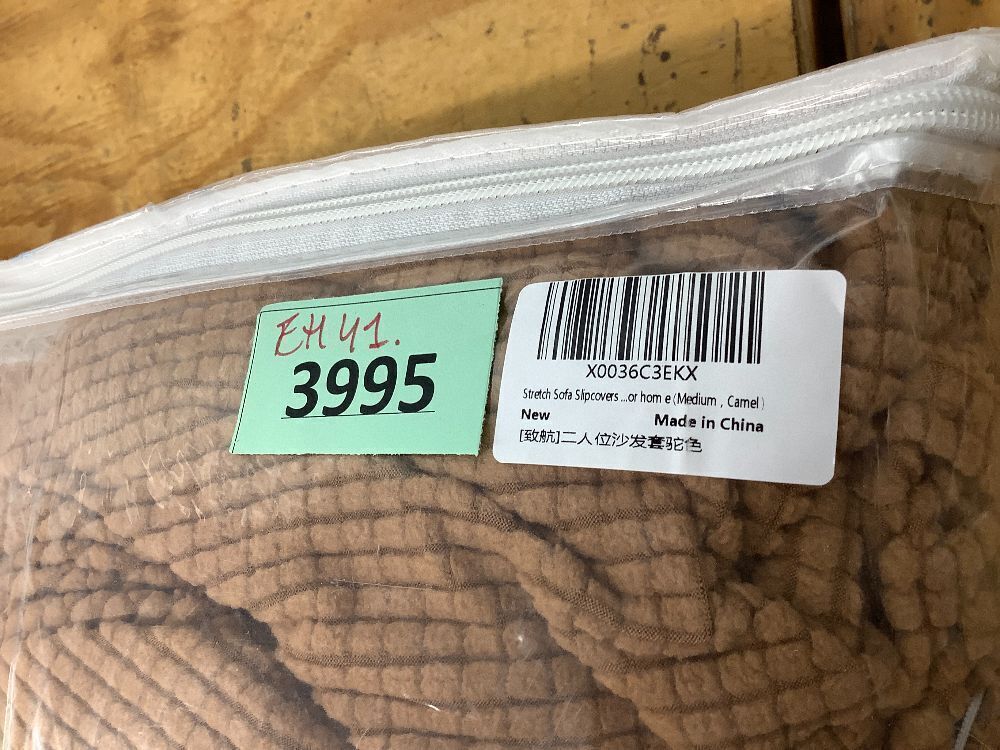 EH 41.
3995
X0036C3EKX
Stretch Sofa Slipcovers ...or hom e (Medium , Camel )
New Made in China
[致航]二人位沙发套驼色